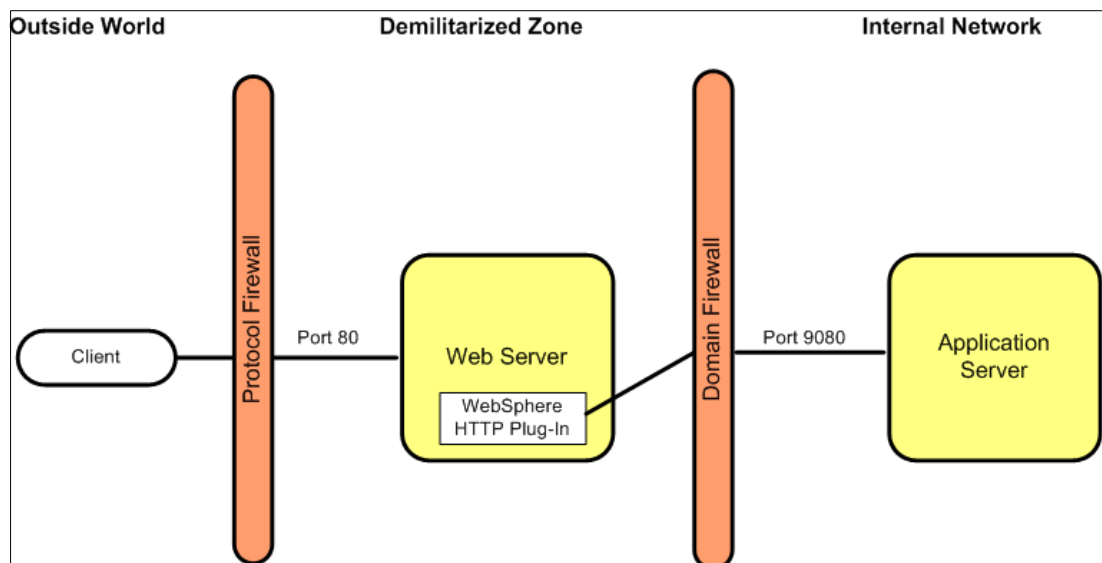 Outside World
Demilitarized Zone
Internal Network
Client
Protocol Firewall
Port 80
Web Server
WebSphere
HTTP Plug-In
Domain Firewall
Port 9080
Application
Server